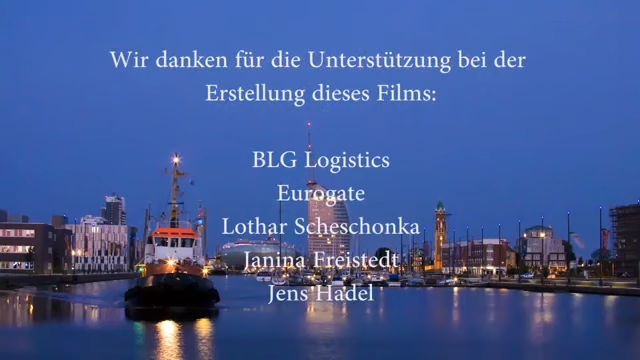 Wir danken für die Unterstützung bei der
Erstellung dieses Films:
BLG Logistics
Eurogate
Lothar Scheschonka
Janina Freistedt
Jens Hadel